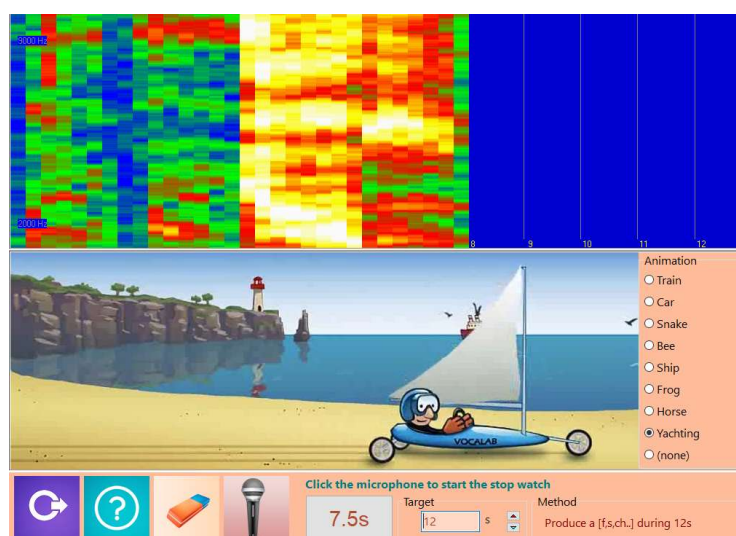 9000 Hz
2000 Hz
8 9 10 11 12
Animation
Train
Car
Snake
Bee
Ship
Frog
Horse
Yachting
(none)
VOCALAB
Click the microphone to start the stop watch
7.5s
Target
12 s
Method
Produce a [f,s,ch..] during 12s